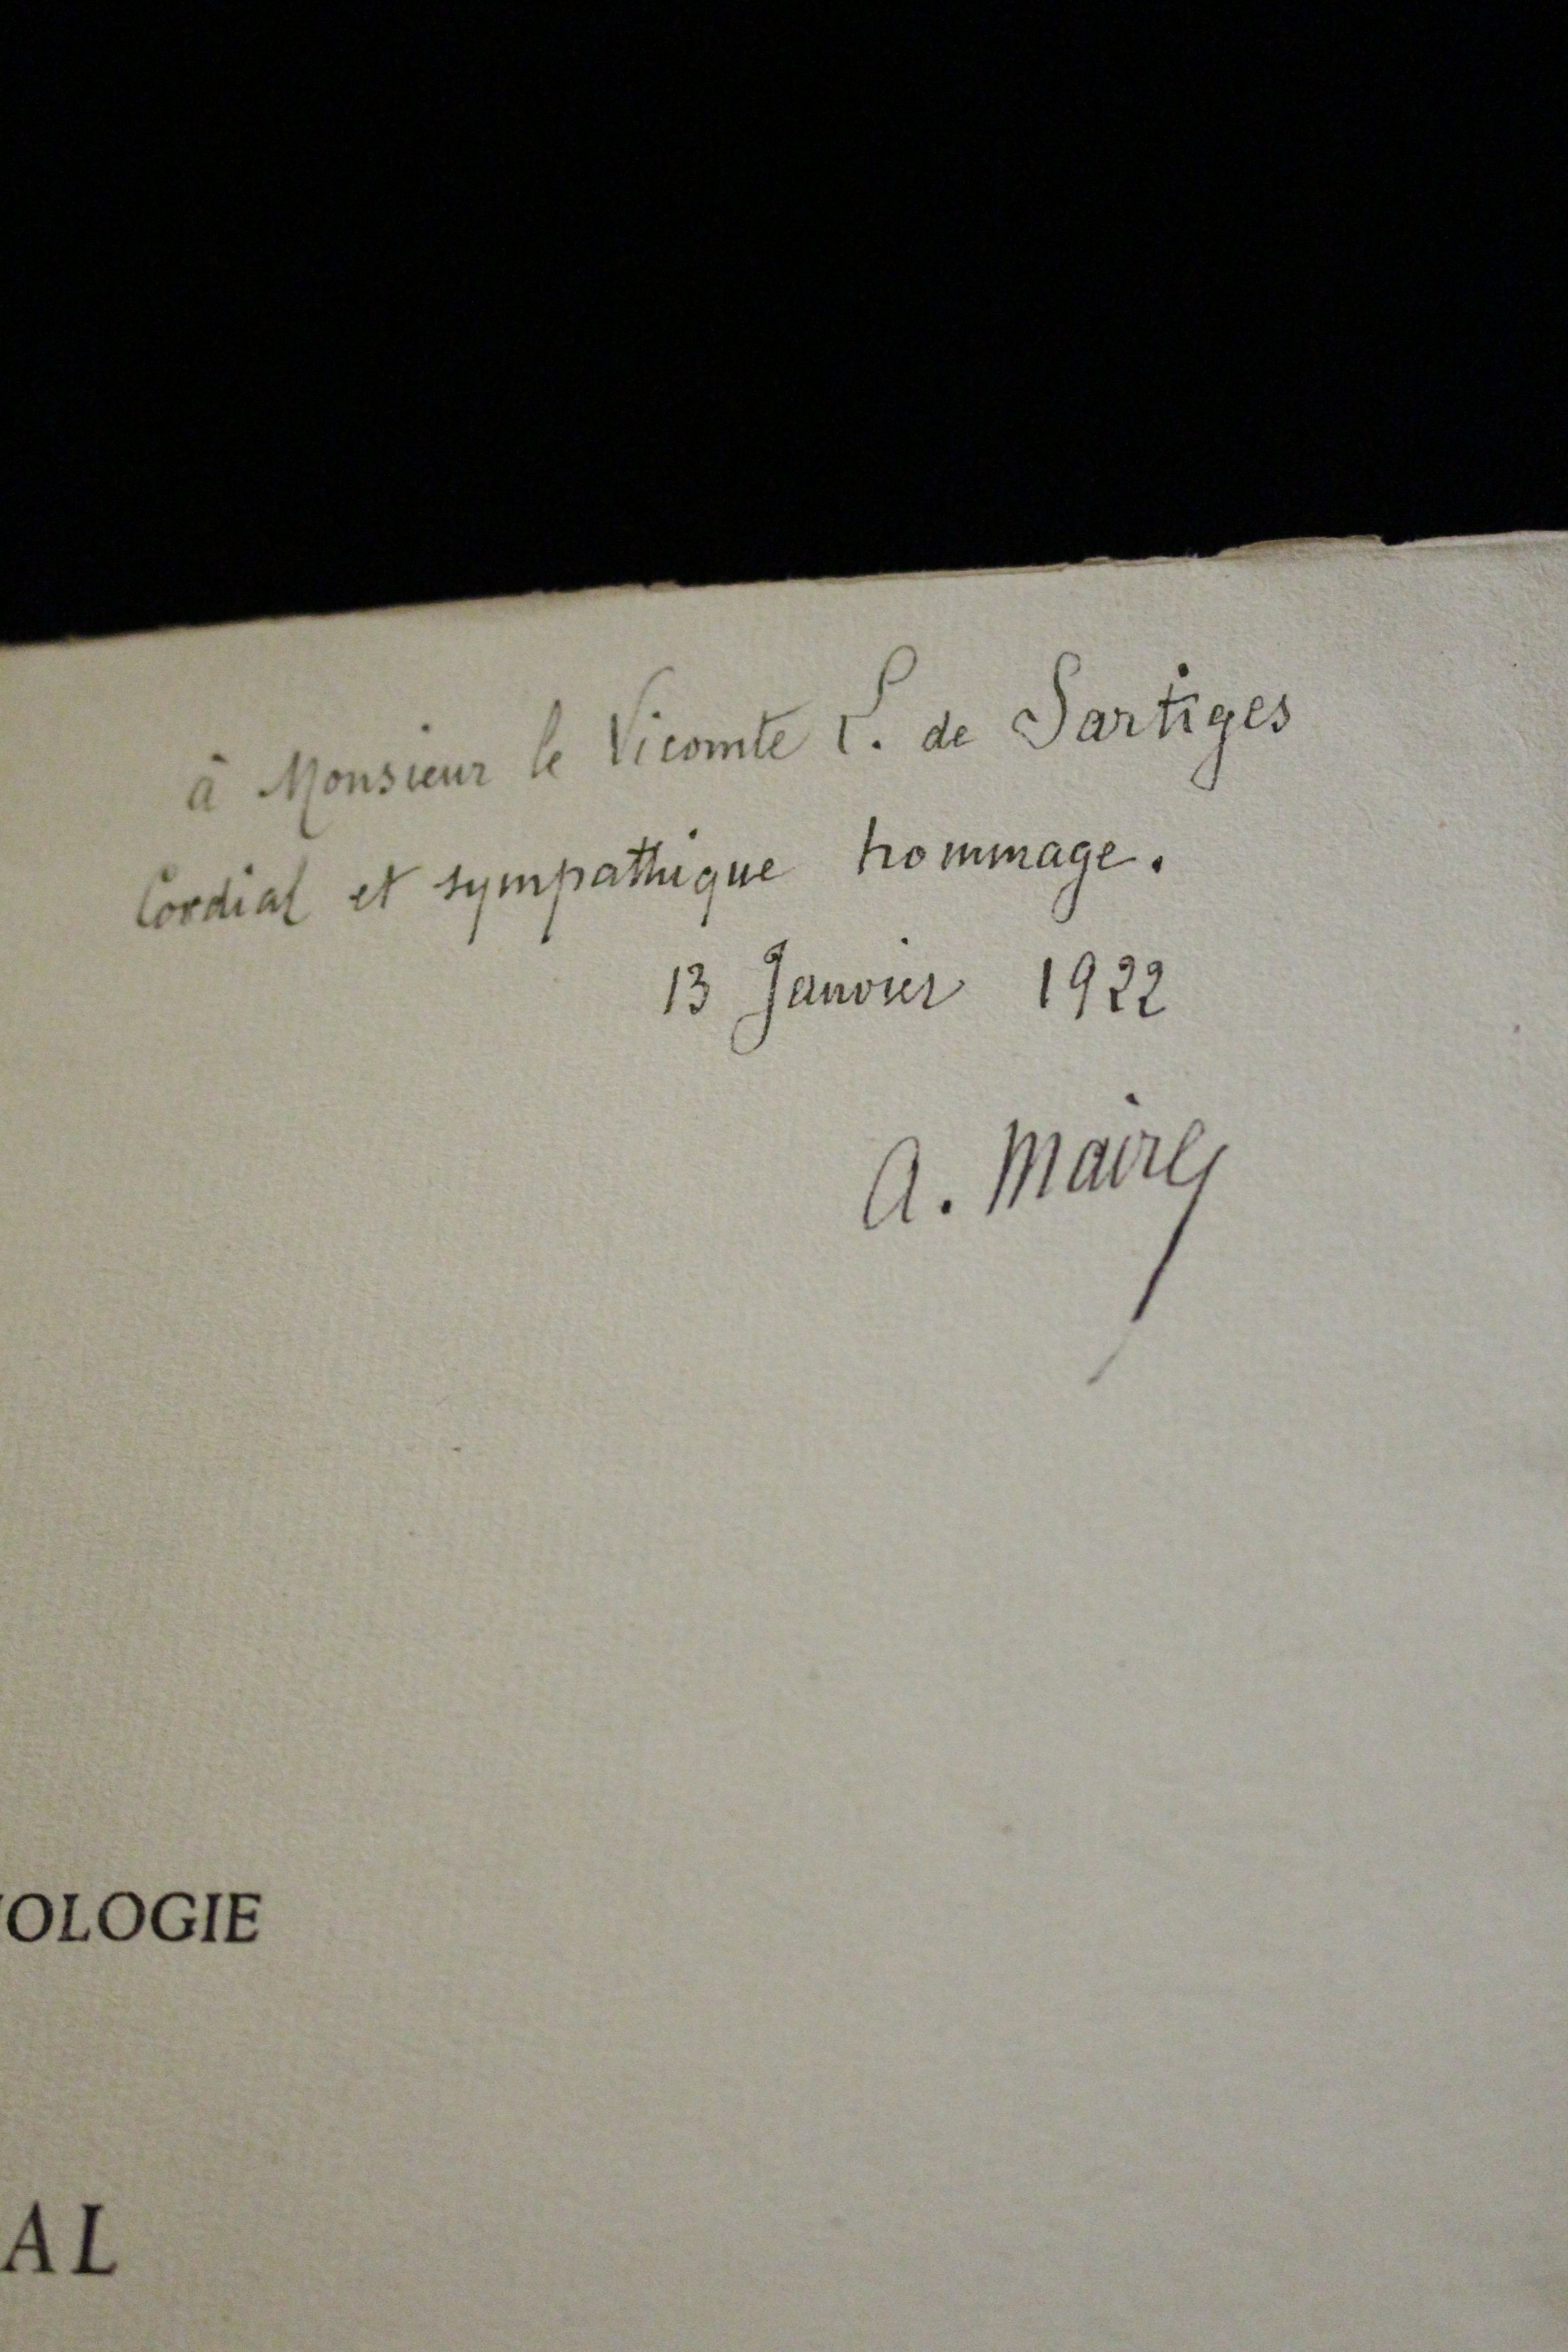 à Monsieur le Vicomte L. de Sartiges
Cordial et sympathique hommage.
13 Janvier 1922
A. Maire
OLOGIE
AL